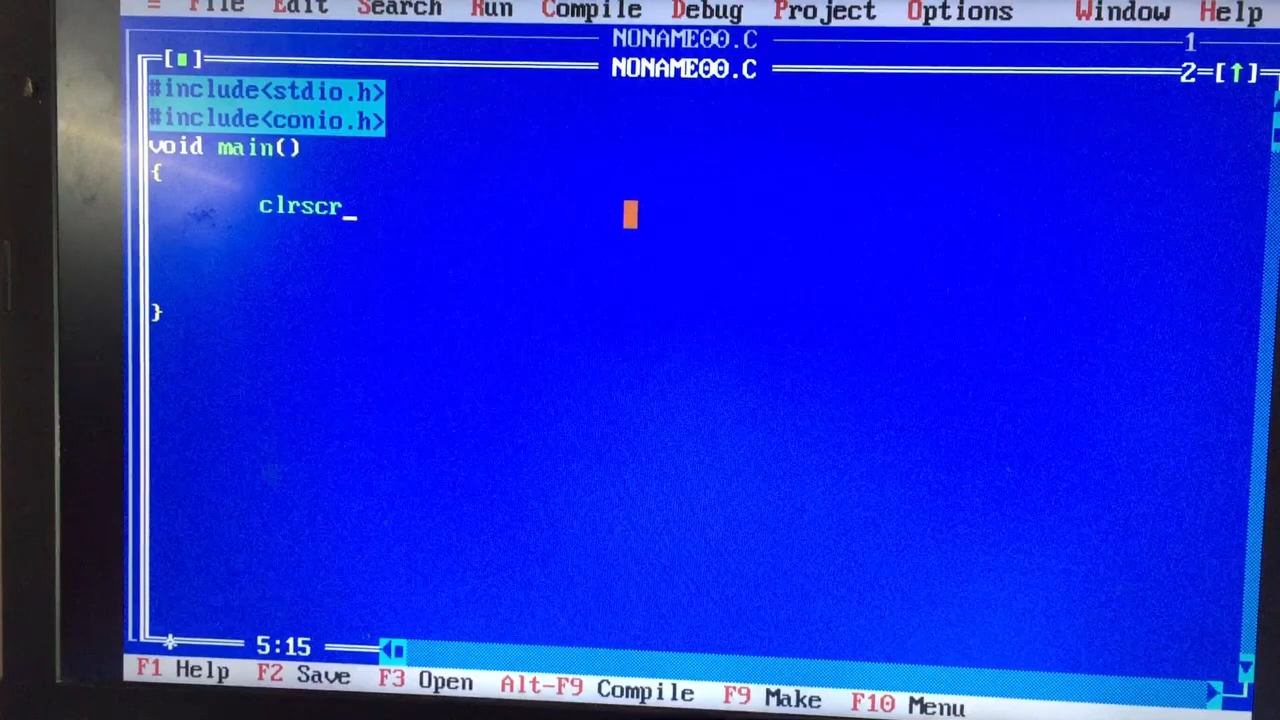 ≡ File Edit Search Run Compile Debug Project Options Window Help
NONAME00.C 1
[■] NONAME00.C 2=[↑]
#include<stdio.h>
#include<conio.h>
void main()
{
clrscr_
}
* 5:15
F1 Help F2 Save F3 Open Alt-F9 Compile F9 Make F10 Menu